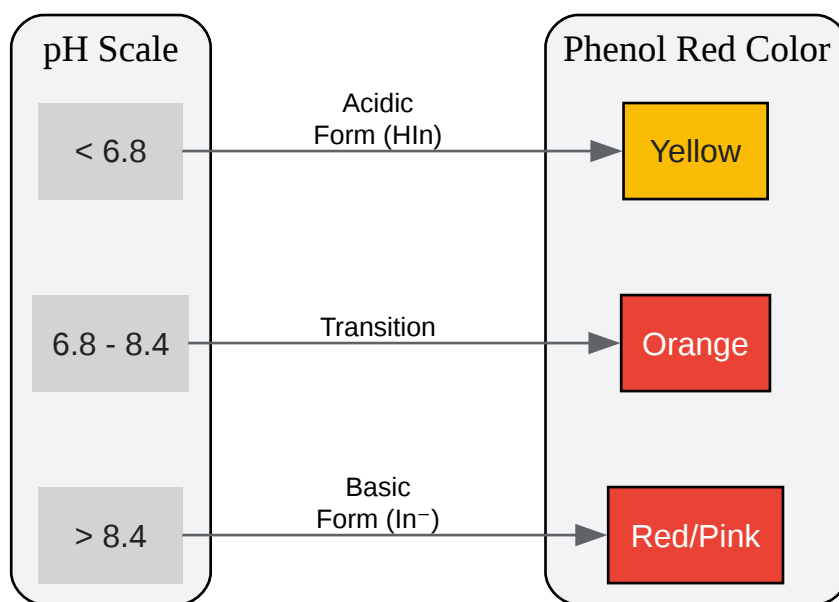 pH Scale
Phenol Red Color
< 6.8
Acidic
Form (HIn)
Yellow
6.8 - 8.4
Transition
Orange
> 8.4
Basic
Form (In⁻)
Red/Pink